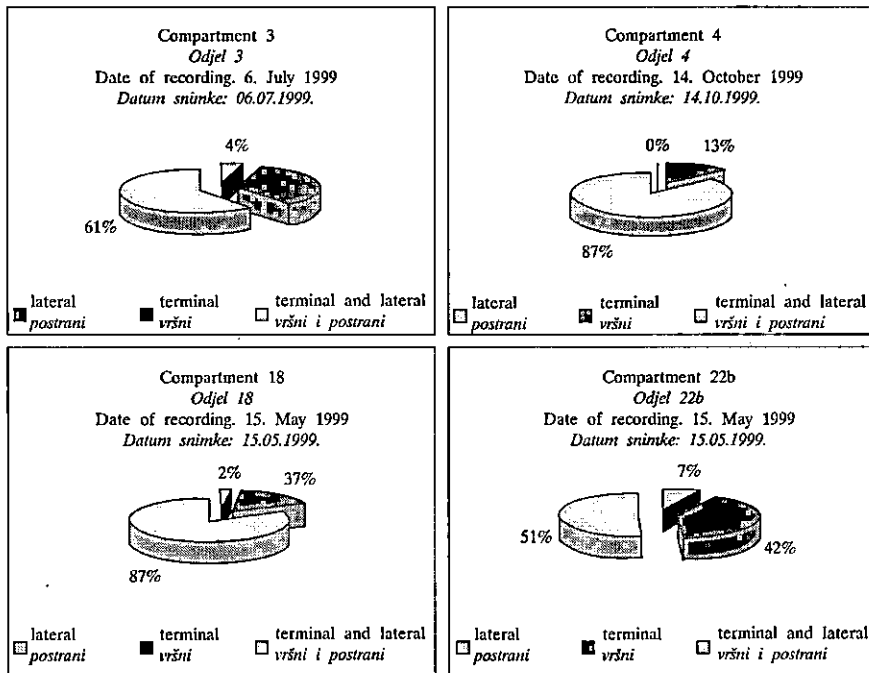 Compartment 3
Odjel 3
Date of recording. 6. July 1999
Datum snimke: 06.07.1999.
4%
61%
lateral terminal terminal and lateral
postrani vršni vršni i postrani
Compartment 4
Odjel 4
Date of recording. 14. October 1999
Datum snimke: 14.10.1999.
0% 13%
87%
lateral terminal terminal and lateral
postrani vršni vršni i postrani
Compartment 18
Odjel 18
Date of recording. 15. May 1999
Datum snimke: 15.05.1999.
2% 37%
87%
lateral terminal terminal and lateral
postrani vršni vršni i postrani
Compartment 22b
Odjel 22b
Date of recording. 15. May 1999
Datum snimke: 15.05.1999.
7%
51%
42%
lateral terminal terminal and lateral
postrani vršni vršni i postrani